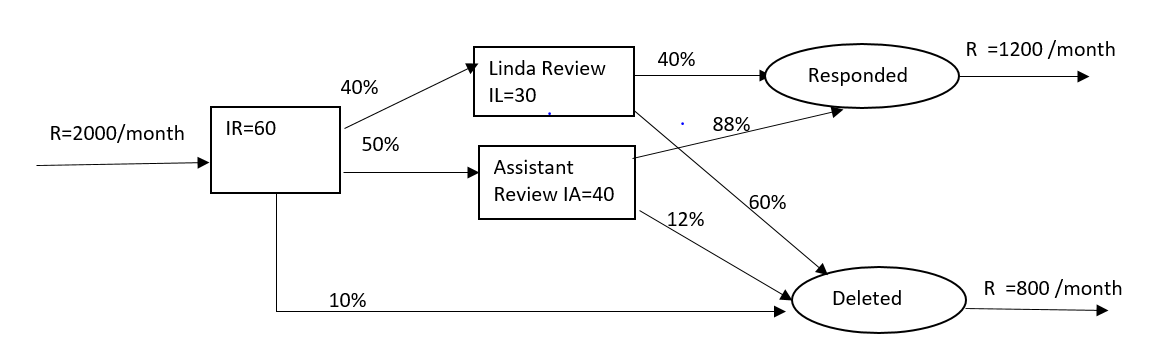 R=2000/month
IR=60
40%
50%
10%
Linda Review
IL=30
Assistant
Review IA=40
40%
88%
60%
12%
Responded
R =1200 /month
Deleted
R =800 /month